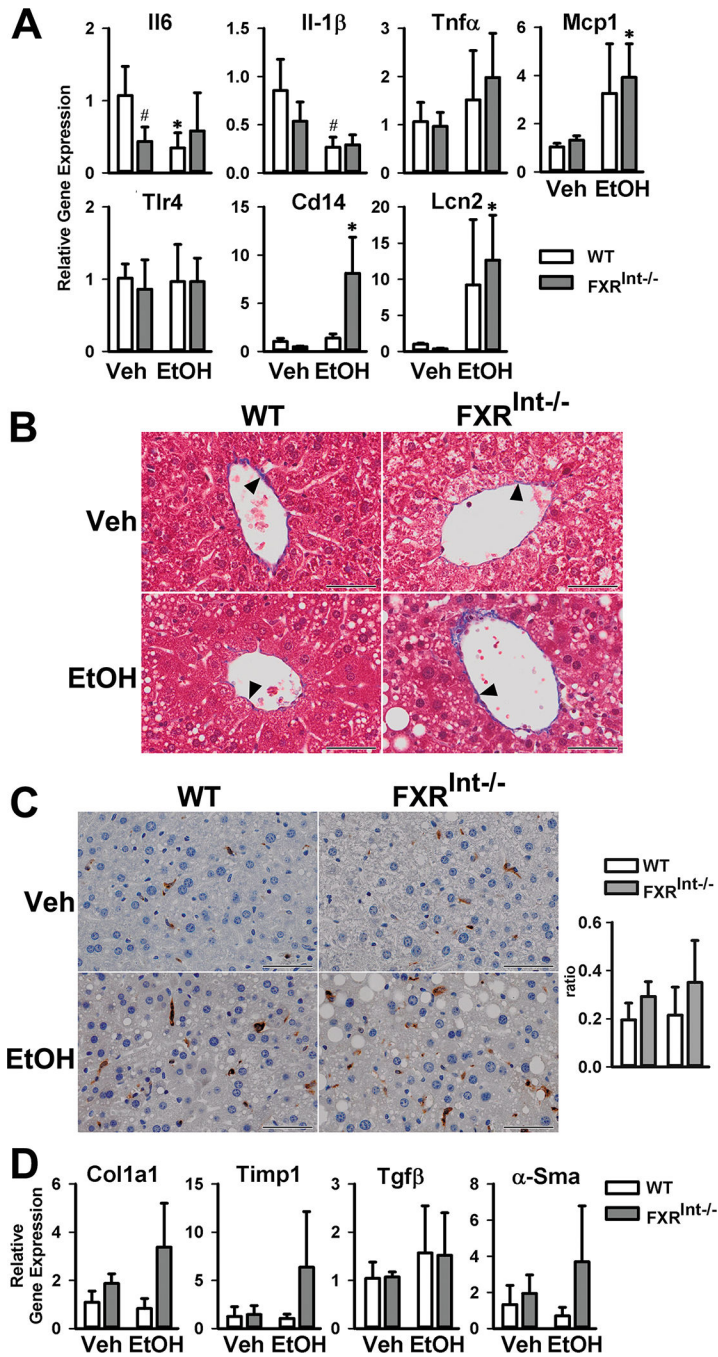 A
Il6
Il-1β
Tnfα
Mcp1
Relative Gene Expression
2
1
0
#
*
1.5
1.0
0.5
0.0
#
3
2
1
0
6
4
2
0
*
Veh EtOH
Tlr4
Cd14
Lcn2
2
1
0
Veh EtOH
15
10
5
0
*
Veh EtOH
20
15
10
5
0
*
Veh EtOH
WT
FXRInt-/-
B
WT
FXRInt-/-
Veh
EtOH
C
WT
FXRInt-/-
Veh
EtOH
WT
FXRInt-/-
ratio
0.6
0.4
0.2
0.0
D
Col1a1
Timp1
Tgfβ
α-Sma
Relative
Gene Expression
6
4
2
0
Veh EtOH
15
10
5
0
Veh EtOH
3
2
1
0
Veh EtOH
8
6
4
2
0
Veh EtOH
WT
FXRInt-/-